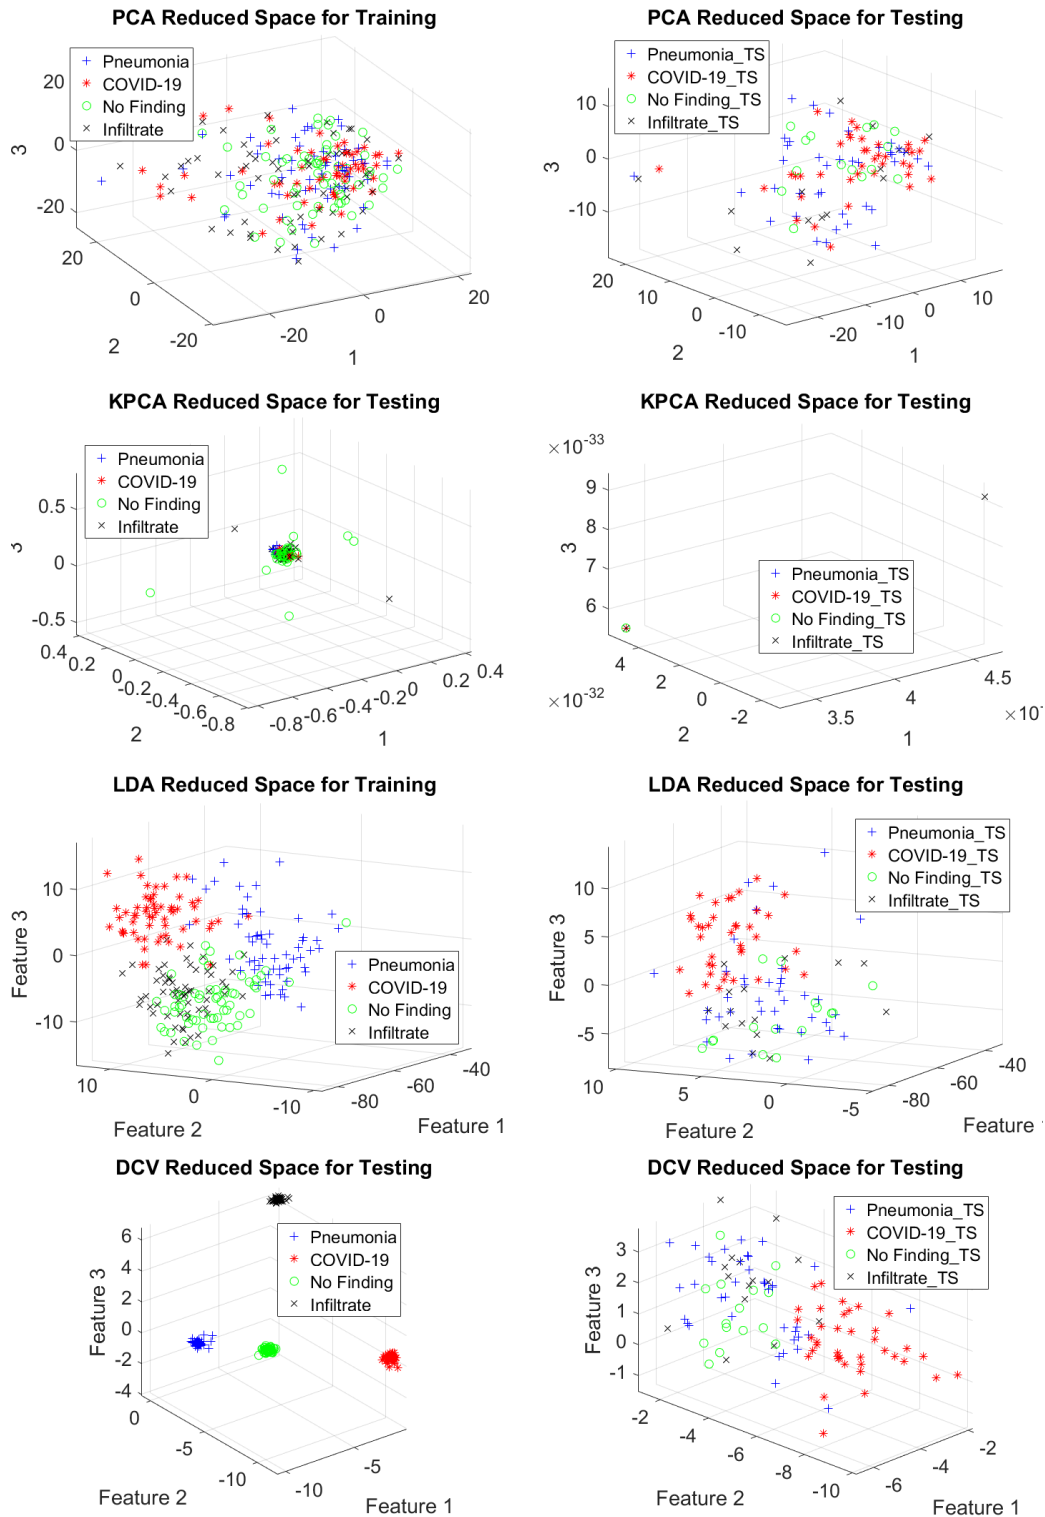 PCA Reduced Space for Training
Pneumonia
COVID-19
No Finding
Infiltrate
20
0
-20
3
20
0
-20
2
-20
0
20
1
PCA Reduced Space for Testing
Pneumonia_TS
COVID-19_TS
No Finding_TS
Infiltrate_TS
10
0
-10
3
20
10
0
-10
2
-20
-10
0
10
1
KPCA Reduced Space for Testing
Pneumonia
COVID-19
No Finding
Infiltrate
0.5
0
-0.5
3
0.4
0.2
0
-0.2
-0.4
-0.6
-0.8
2
-0.8
-0.6
-0.4
-0.2
0
0.2
0.4
1
KPCA Reduced Space for Testing
×10-33
9
8
7
6
3
Pneumonia_TS
COVID-19_TS
No Finding_TS
Infiltrate_TS
×10-32
4
2
0
-2
2
3.5
4
4.5
1
×10-
LDA Reduced Space for Training
10
0
-10
Feature 3
Pneumonia
COVID-19
No Finding
Infiltrate
10
0
-10
Feature 2
-80
-60
-40
Feature 1
LDA Reduced Space for Testing
Pneumonia_TS
COVID-19_TS
No Finding_TS
Infiltrate_TS
10
5
0
-5
Feature 3
10
5
0
-5
Feature 2
-80
-60
-40
Feature
DCV Reduced Space for Testing
Pneumonia
COVID-19
No Finding
Infiltrate
6
4
2
0
-2
-4
Feature 3
0
-5
-10
Feature 2
-10
-5
Feature 1
DCV Reduced Space for Testing
Pneumonia_TS
COVID-19_TS
No Finding_TS
Infiltrate_TS
3
2
1
0
-1
Feature 3
-2
-4
-6
-8
-10
Feature 2
-6
-4
-2
Feature 1